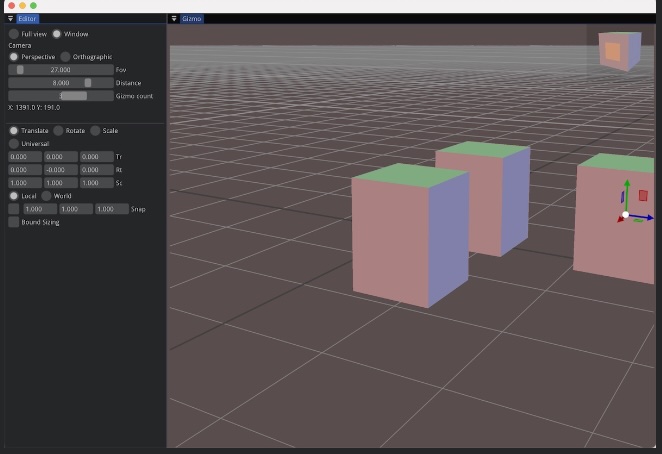 Editor
Gizmo
Full view Window
Camera
Perspective Orthographic
27.000 Fov
8.000 Distance
Gizmo count
X: 1391.0 Y: 191.0
Translate Rotate Scale
Universal
0.000 0.000 0.000 Tr
0.000 -0.000 0.000 Rt
1.000 1.000 1.000 Sc
Local World
1.000 1.000 1.000 Snap
Bound Sizing